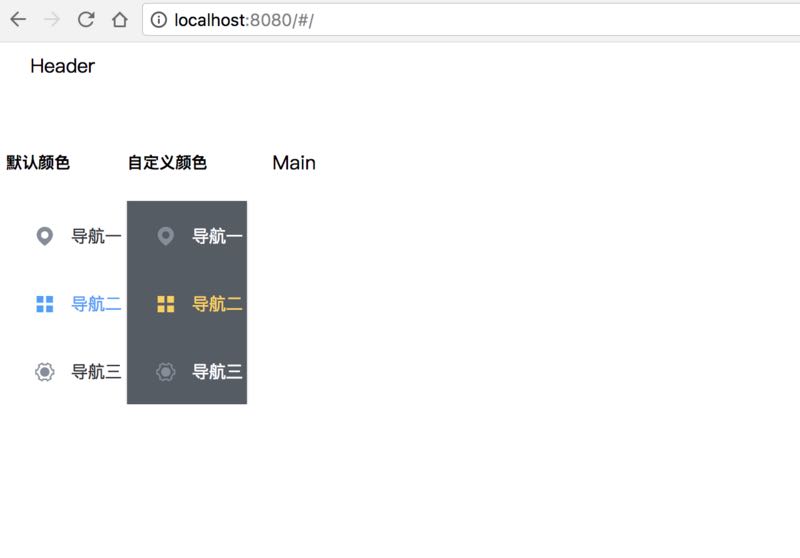 localhost:8080/#/
Header
默认颜色 自定义颜色 Main
导航一 导航一
导航二 导航二
导航三 导航三